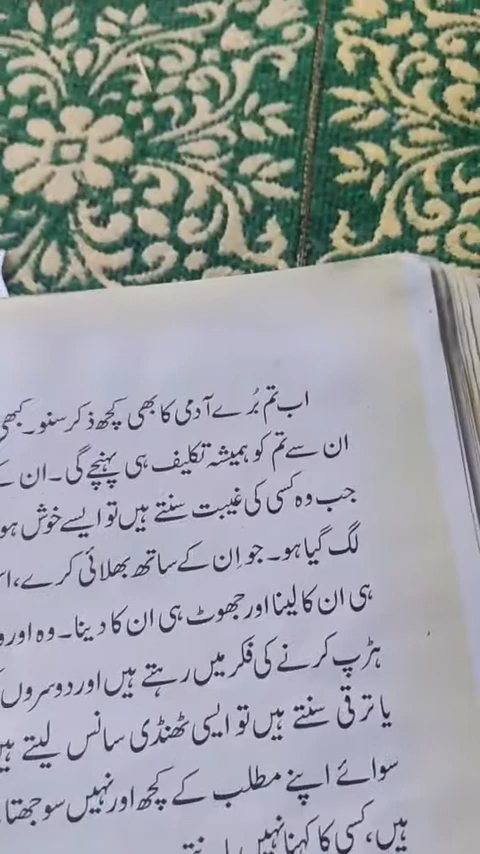 اب تم بُرے آدمی کا بھی کچھ ذکر سنو۔ کبھی
ان سے تم کو ہمیشہ تکلیف ہی پہنچے گی۔ ان کے
جب وہ کسی کی غیبت سنتے ہیں تو ایسے خوش ہو
لگ گیا ہو۔ جو اِن کے ساتھ بھلائی کرے،
ہی ان کا لینا اور جھوٹ ہی ان کا دینا۔ وہ اور
ہڑپ کرنے کی فکر میں رہتے ہیں اور دوسروں
یا ترقی سنتے ہیں تو ایسی ٹھنڈی سانس لیتے ہیں
سوائے اپنے مطلب کے کچھ اور نہیں سوجھتا
ہیں، کسی کا کہنا نہیں